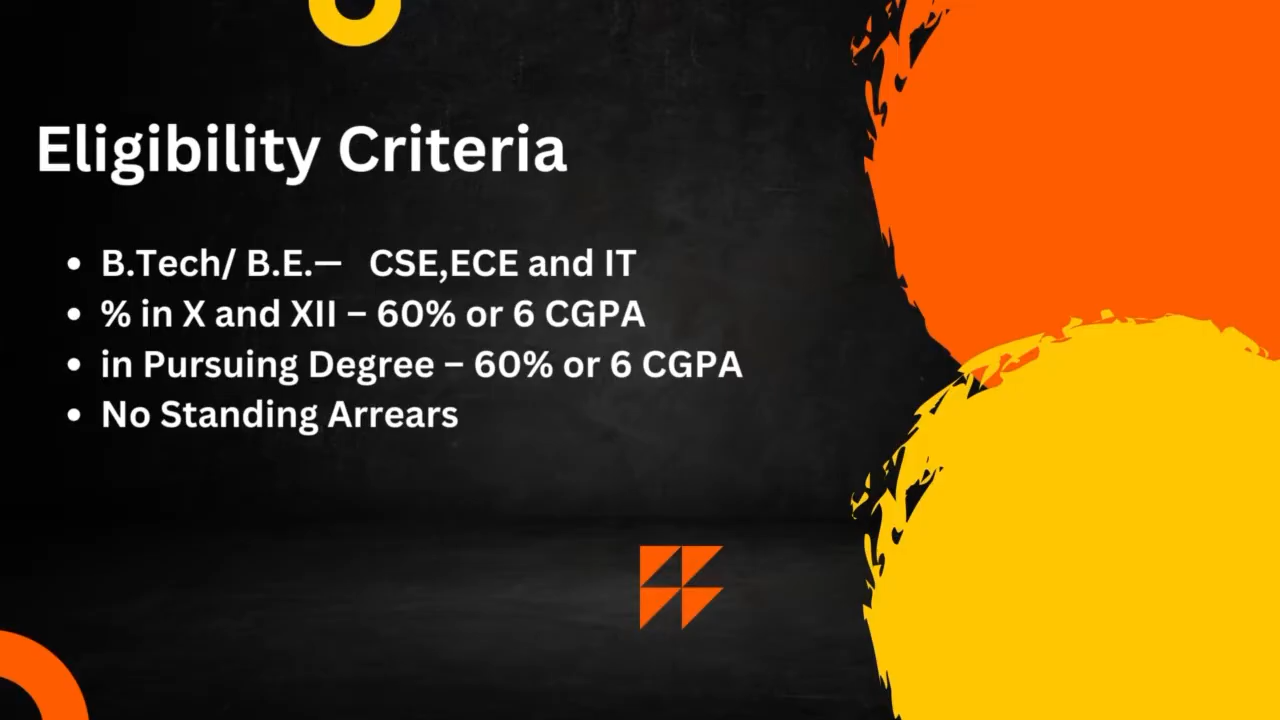 Eligibility Criteria
• B.Tech/ B.E.— CSE,ECE and IT
• % in X and XII – 60% or 6 CGPA
• in Pursuing Degree – 60% or 6 CGPA
• No Standing Arrears